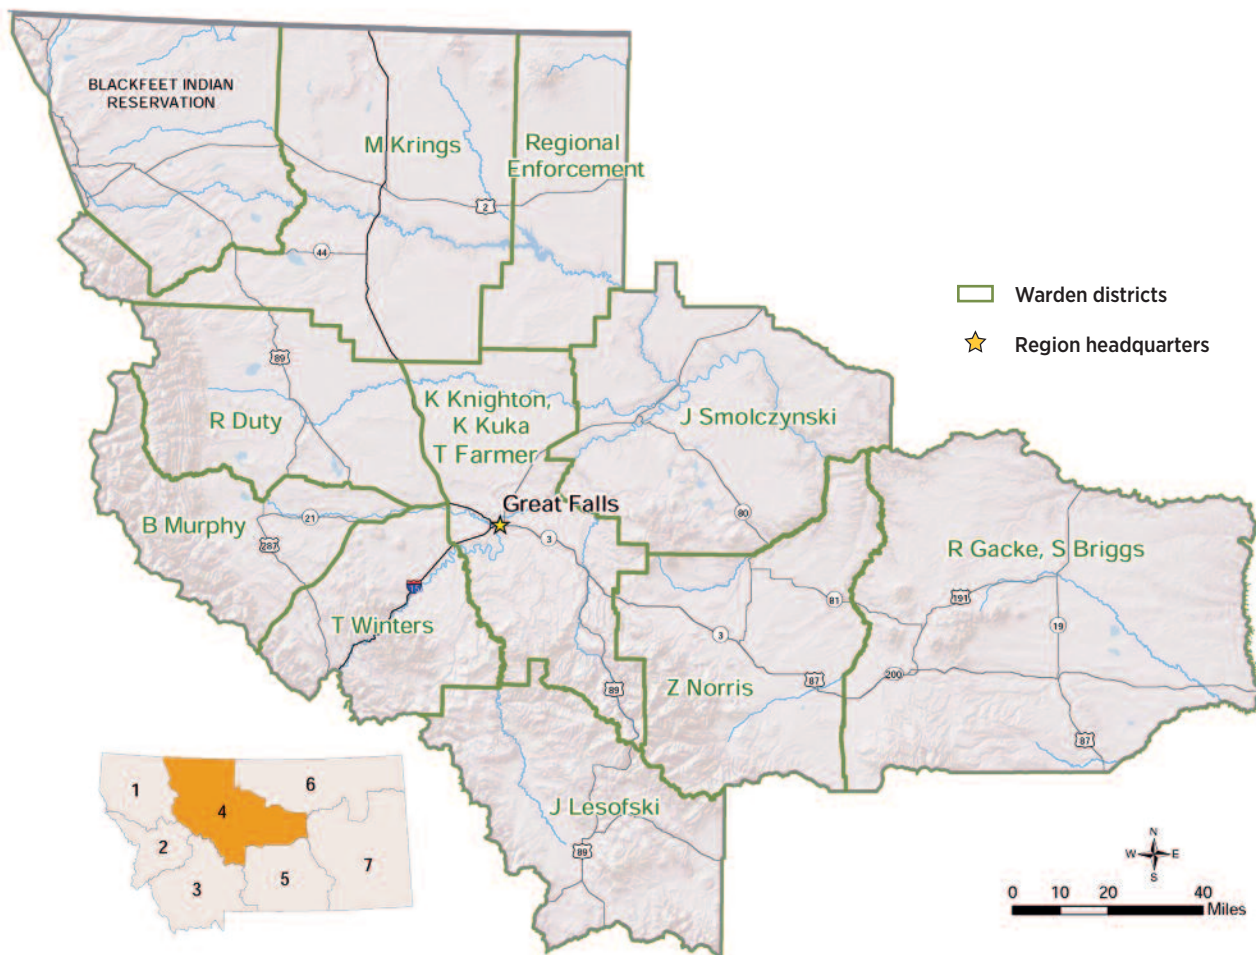 BLACKFEET INDIAN
RESERVATION
M Krings
Regional
Enforcement
2
44
Warden districts
Region headquarters
89
R Duty
K Knighton,
K Kuka
T Farmer
J Smolczynski
Great Falls
B Murphy
21
287
3
80
R Gacke, S Briggs
T Winters
81
191
3
19
Z Norris
89
87
200
87
J Lesofski
89
1
4
6
2
3
5
7
N
W E
S
0 10 20 40
Miles